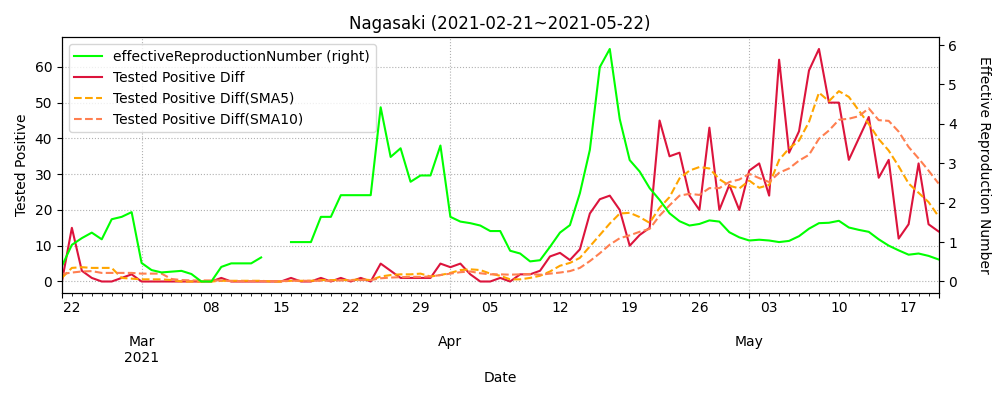 Nagasaki (2021-02-21~2021-05-22)
effectiveReproductionNumber (right)
Tested Positive Diff
Tested Positive Diff(SMA5)
Tested Positive Diff(SMA10)
Tested Positive
60
50
40
30
20
10
0
6
5
4
3
2
1
0
Effective Reproduction Number
22 08 15 22 29 05 12 19 26 03 10 17
Mar Apr May
2021
Date